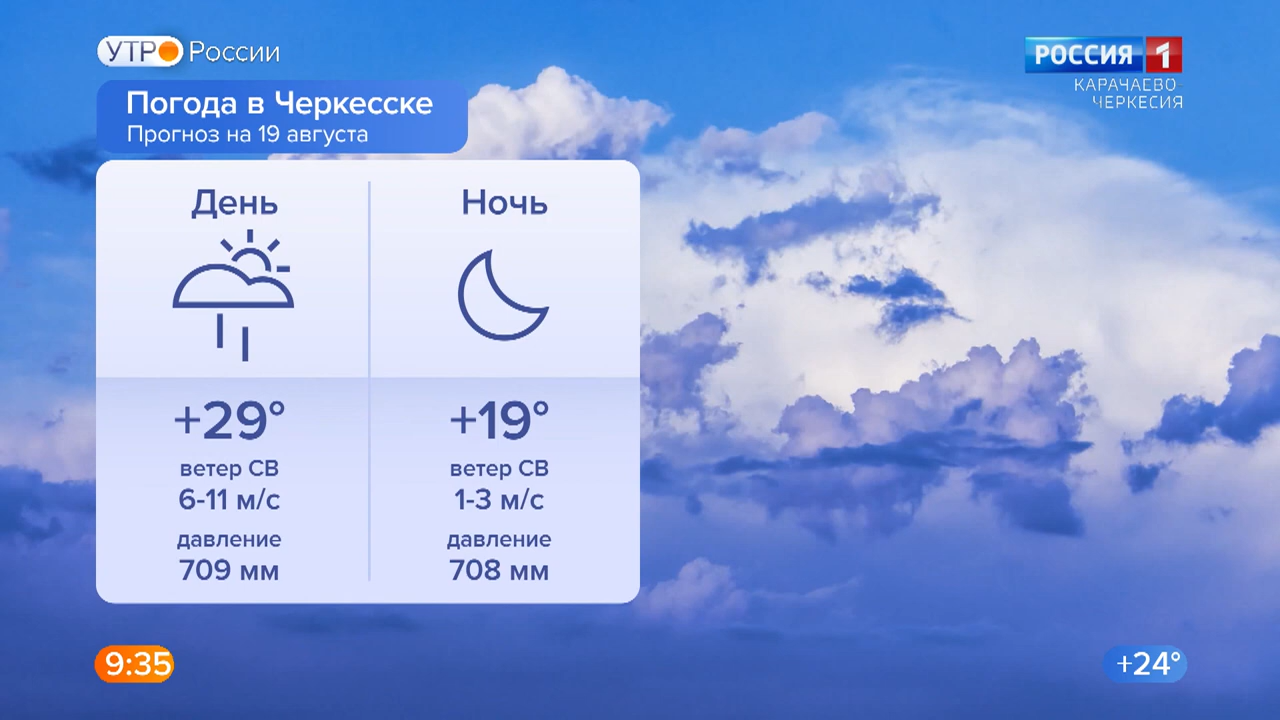 УТРО России
РОССИЯ 1
КАРАЧАЕВО-
ЧЕРКЕСИЯ
Погода в Черкесске
Прогноз на 19 августа
День
Ночь
+29°
ветер СВ
6-11 м/с
давление
709 мм
+19°
ветер СВ
1-3 м/с
давление
708 мм
9:35
+24°